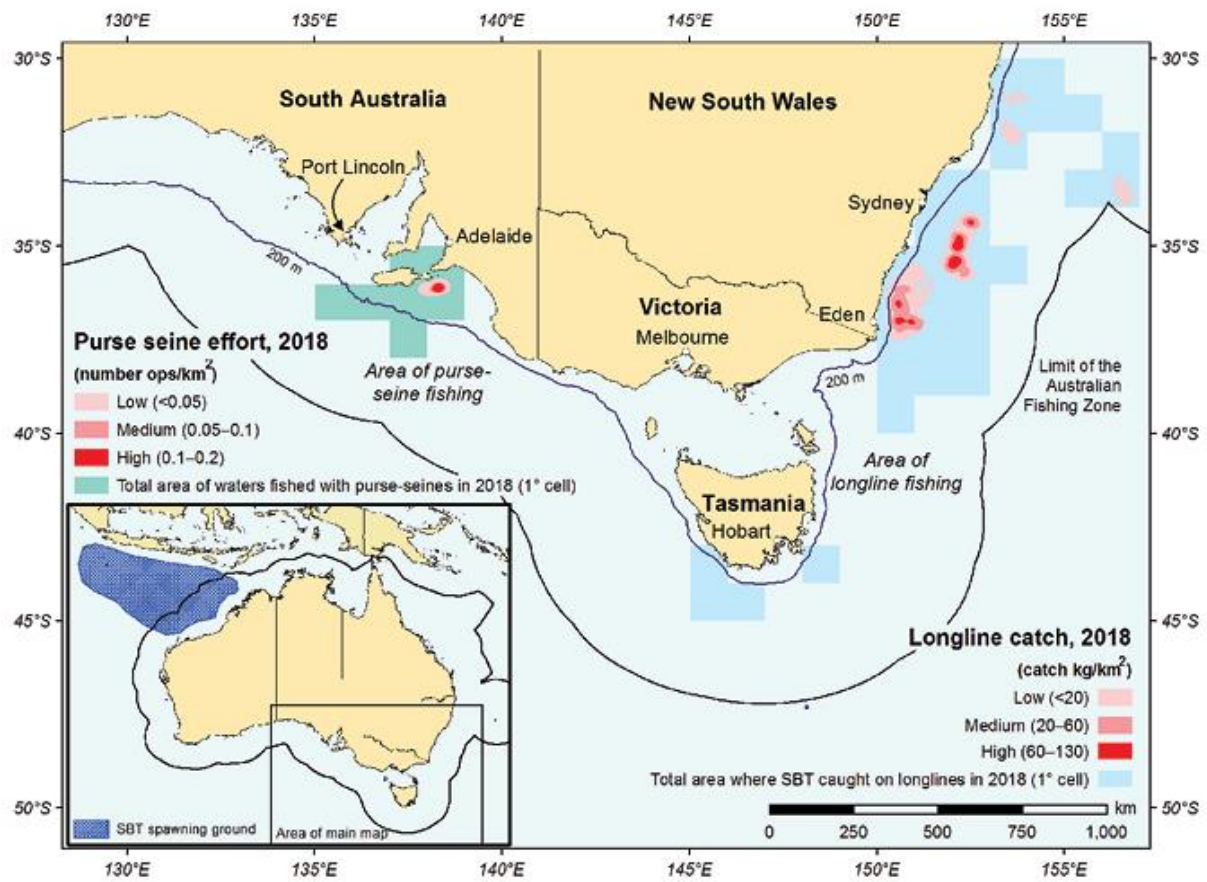 130°E 135°E 140°E 145°E 150°E 155°E
30°S 30°S
South Australia
New South Wales
Port Lincoln
Sydney
35°S 35°S
Adelaide
200 m
Victoria
Eden
Melbourne
Purse seine effort, 2018
(number ops/km²)
Low (<0.05)
Medium (0.05–0.1)
High (0.1–0.2)
Total area of waters fished with purse-seines in 2018 (1° cell)
Area of purse-
seine fishing
200 m
Limit of the
Australian
Fishing Zone
40°S 40°S
Area of
longline fishing
Tasmania
Hobart
45°S 45°S
Longline catch, 2018
(catch kg/km²)
Low (<20)
Medium (20–60)
High (60–130)
Total area where SBT caught on longlines in 2018 (1° cell)
km
0 250 500 750 1,000
50°S 50°S
SBT spawning ground
Area of main map
130°E 135°E 140°E 145°E 150°E 155°E